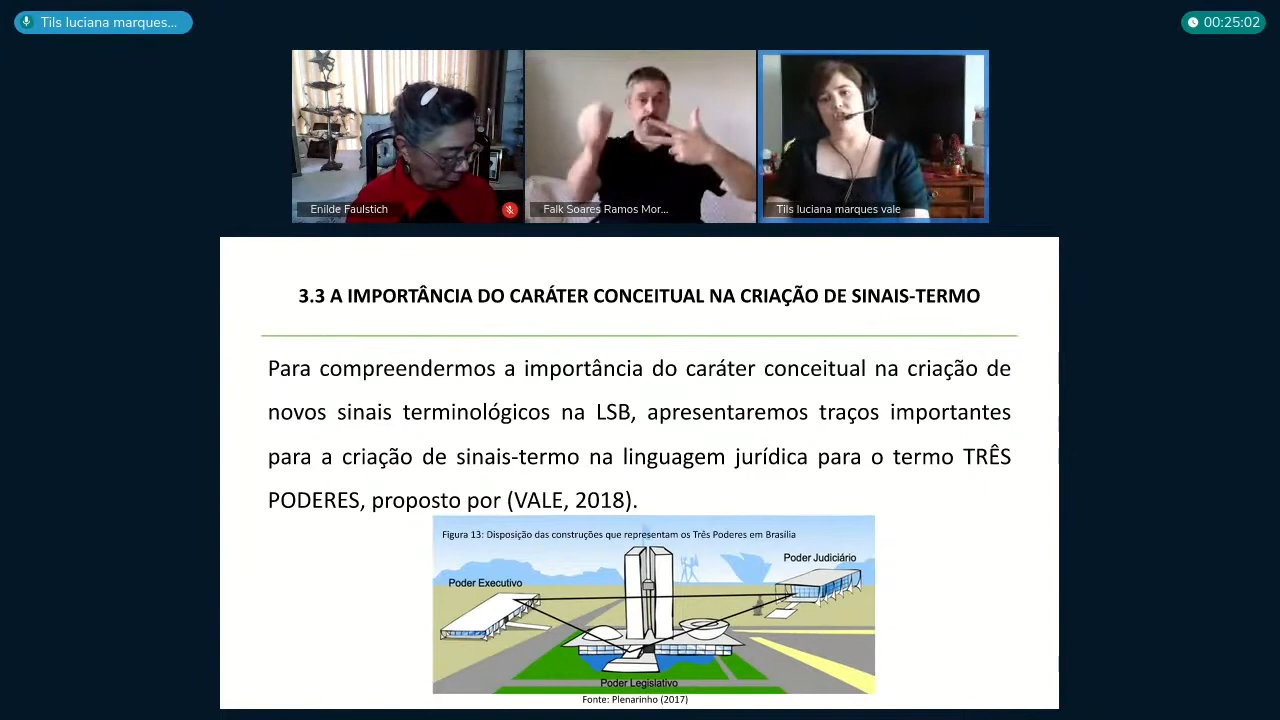 Tils luciana marques...
00:25:02
Enilde Faulstich
Falk Soares Ramos Mor...
Tils luciana marques vale
3.3 A IMPORTÂNCIA DO CARÁTER CONCEITUAL NA CRIAÇÃO DE SINAIS-TERMO
Para compreendermos a importância do caráter conceitual na criação de
novos sinais terminológicos na LSB, apresentaremos traços importantes
para a criação de sinais-termo na linguagem jurídica para o termo TRÊS
PODERES, proposto por (VALE, 2018).
Figura 13: Disposição das construções que representam os Três Poderes em Brasília
Poder Judiciário
Poder Executivo
Poder Legislativo
Fonte: Plenarinho (2017)